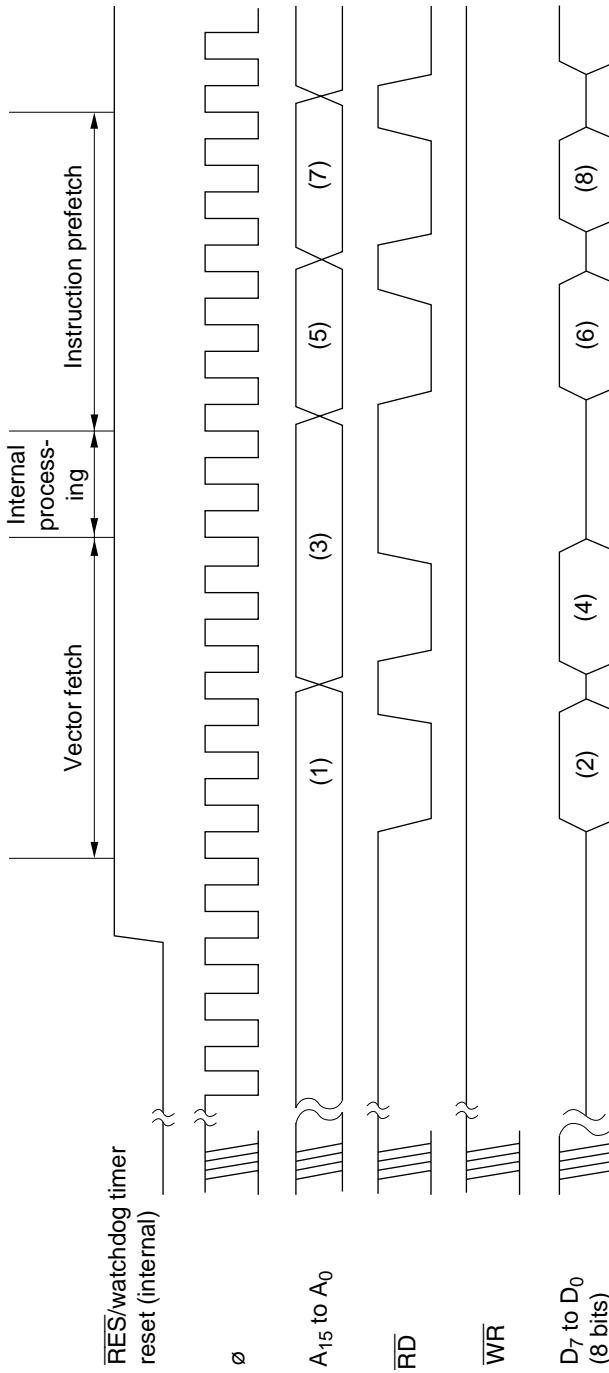 Vector fetch
Internal
process-
ing
Instruction prefetch
RES/watchdog timer
reset (internal)
ø
A15 to A0
(1)
(3)
(5)
(7)
RD
WR
D7 to D0
(8 bits)
(2)
(4)
(6)
(8)